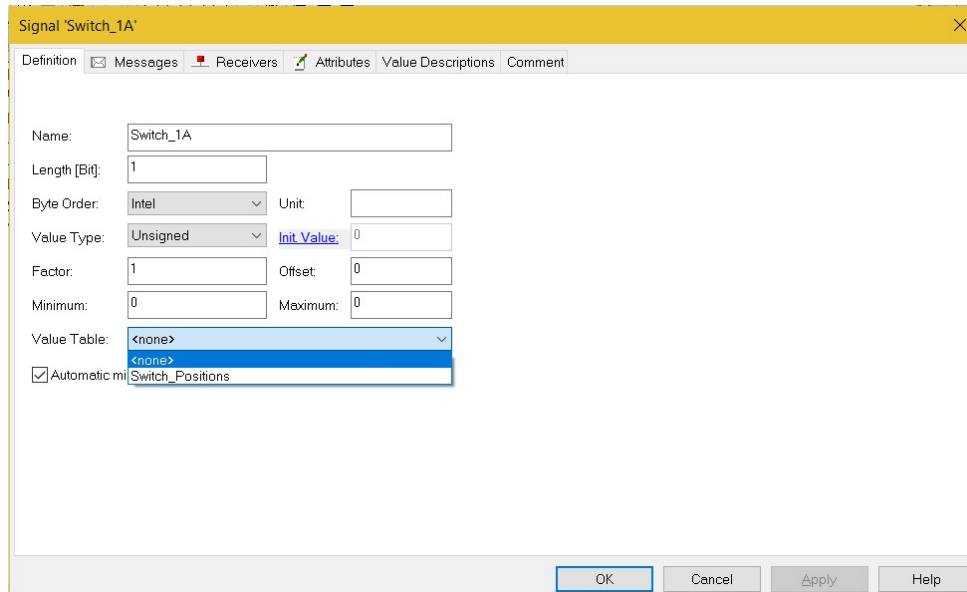 Signal 'Switch_1A'
Definition Messages Receivers Attributes Value Descriptions Comment
Name: Switch_1A
Length [Bit]: 1
Byte Order: Intel Unit:
Value Type: Unsigned Init. Value: 0
Factor: 1 Offset: 0
Minimum: 0 Maximum: 0
Value Table: <none>
<none>
Automatic mi Switch_Positions
OK Cancel Apply Help